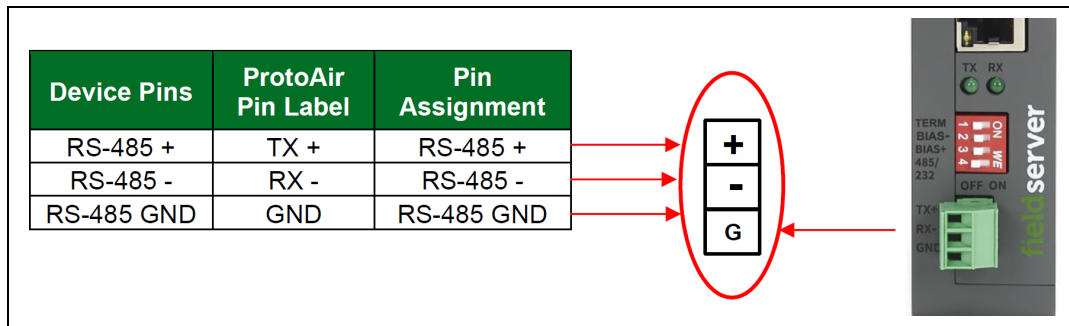 Device Pins ProtoAir Pin Label Pin Assignment
RS-485 + TX + RS-485 +
RS-485 - RX - RS-485 -
RS-485 GND GND RS-485 GND
+
-
G
TX RX
TERM
BIAS-
BIAS+
485/
232
1 2 3 4
ON
WE
OFF ON
TX+
RX-
GND
fieldserver